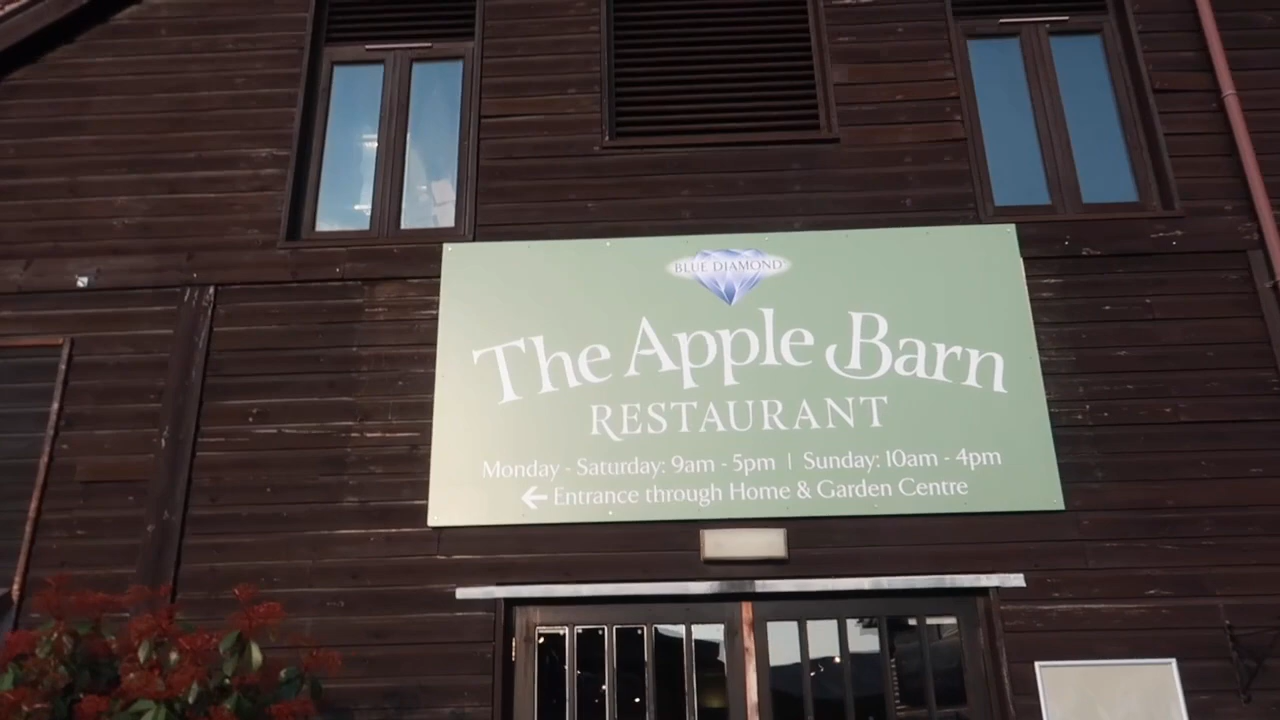 BLUE DIAMOND
The Apple Barn
RESTAURANT
Monday - Saturday: 9am - 5pm | Sunday: 10am - 4pm
← Entrance through Home & Garden Centre